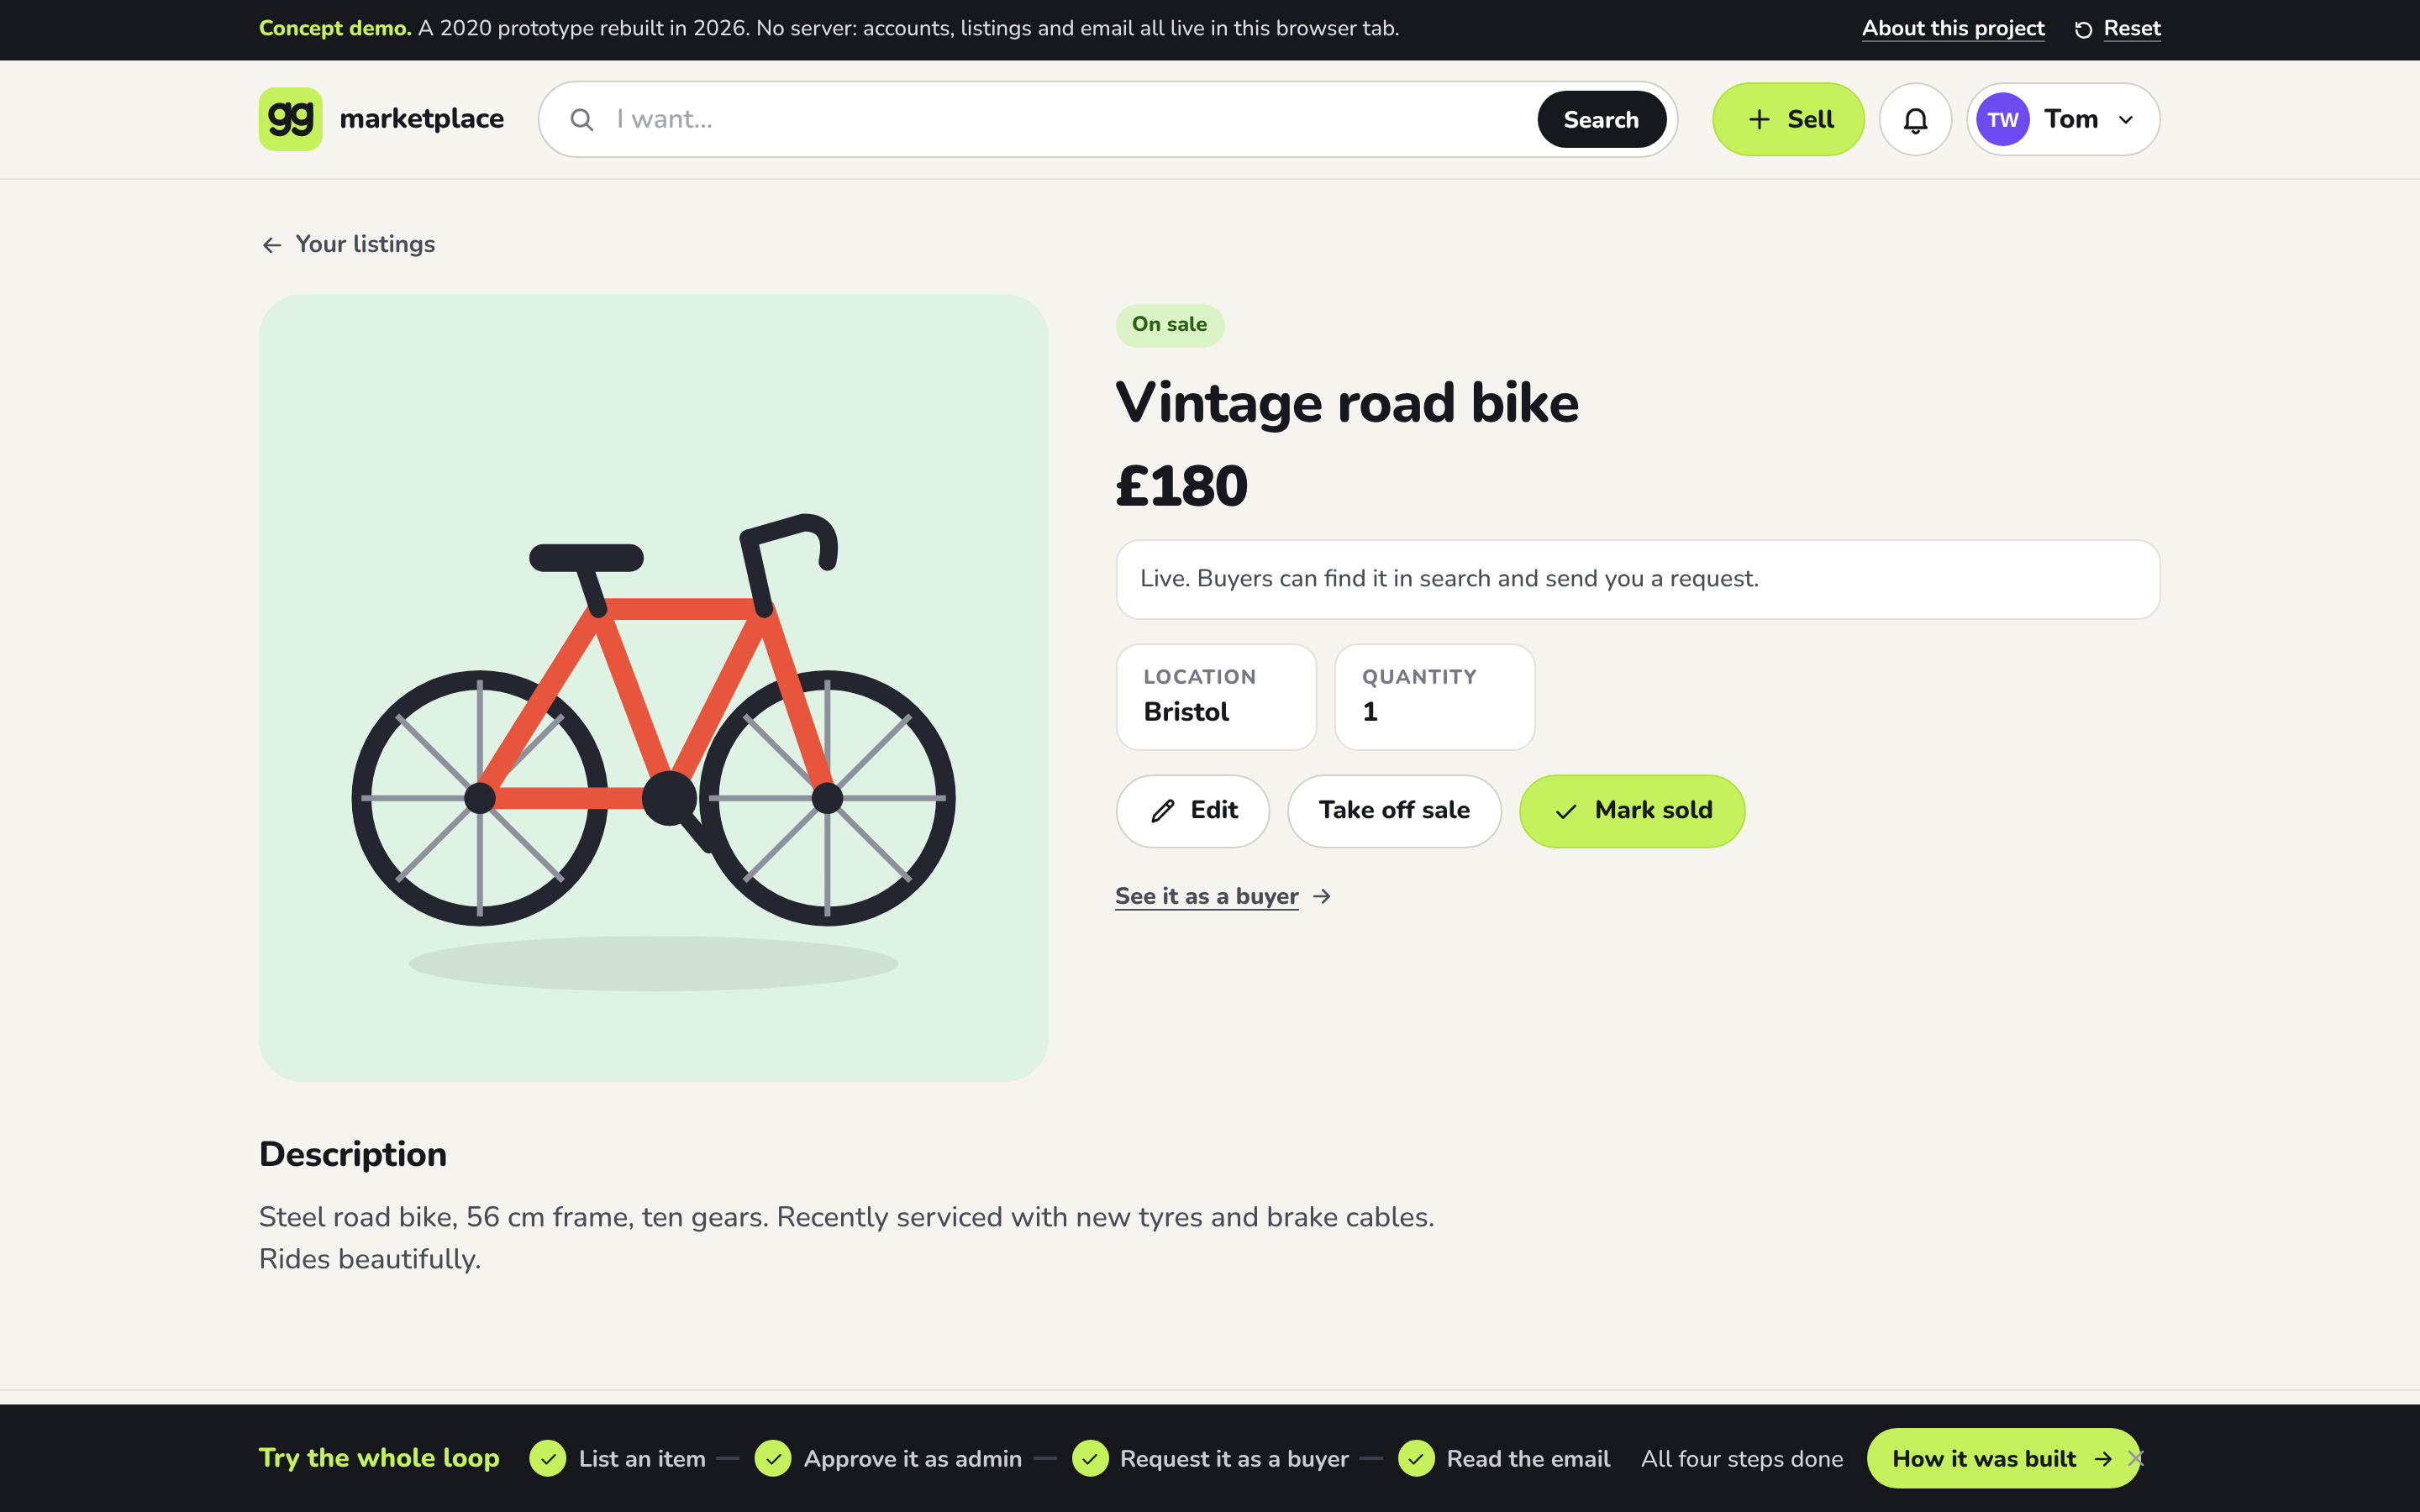 Concept demo. A 2020 prototype rebuilt in 2026. No server: accounts, listings and email all live in this browser tab.
About this project
Reset
gg marketplace
I want...
Search
Sell
TW Tom
Your listings
On sale
Vintage road bike
£180
Live. Buyers can find it in search and send you a request.
LOCATION
Bristol
QUANTITY
1
Edit
Take off sale
Mark sold
See it as a buyer
Description
Steel road bike, 56 cm frame, ten gears. Recently serviced with new tyres and brake cables.
Rides beautifully.
Try the whole loop
List an item
Approve it as admin
Request it as a buyer
Read the email
All four steps done
How it was built